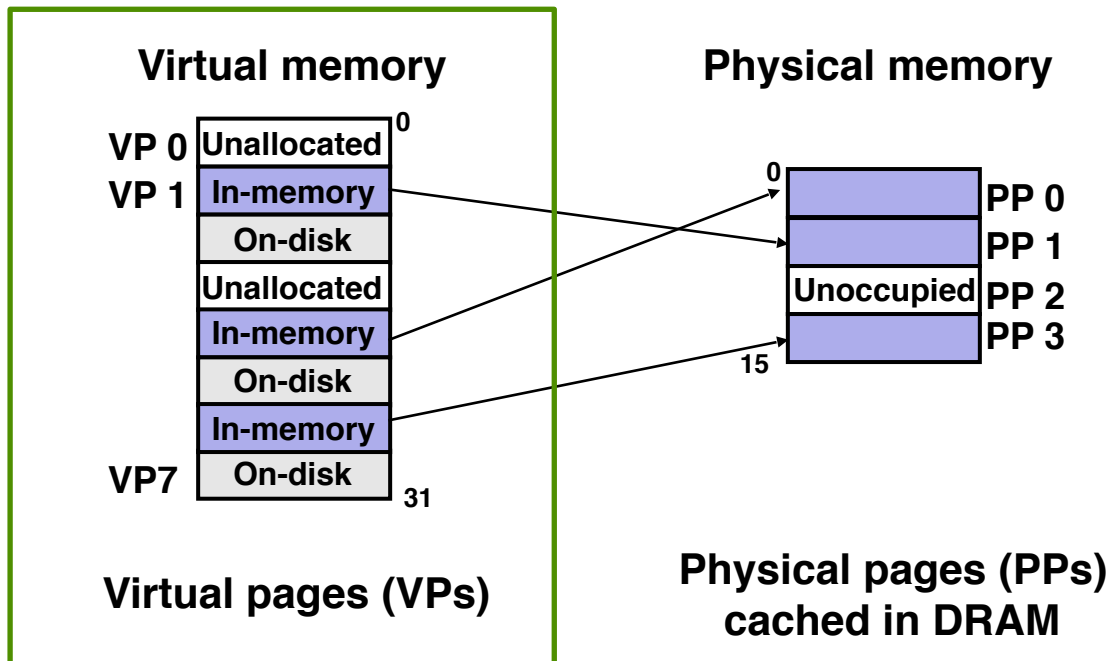 Virtual memory
Physical memory
0
VP 0 Unallocated
VP 1 In-memory
On-disk
Unallocated
In-memory
On-disk
In-memory
VP7 On-disk
31
0
PP 0
PP 1
Unoccupied PP 2
PP 3
15
Virtual pages (VPs)
Physical pages (PPs)
cached in DRAM